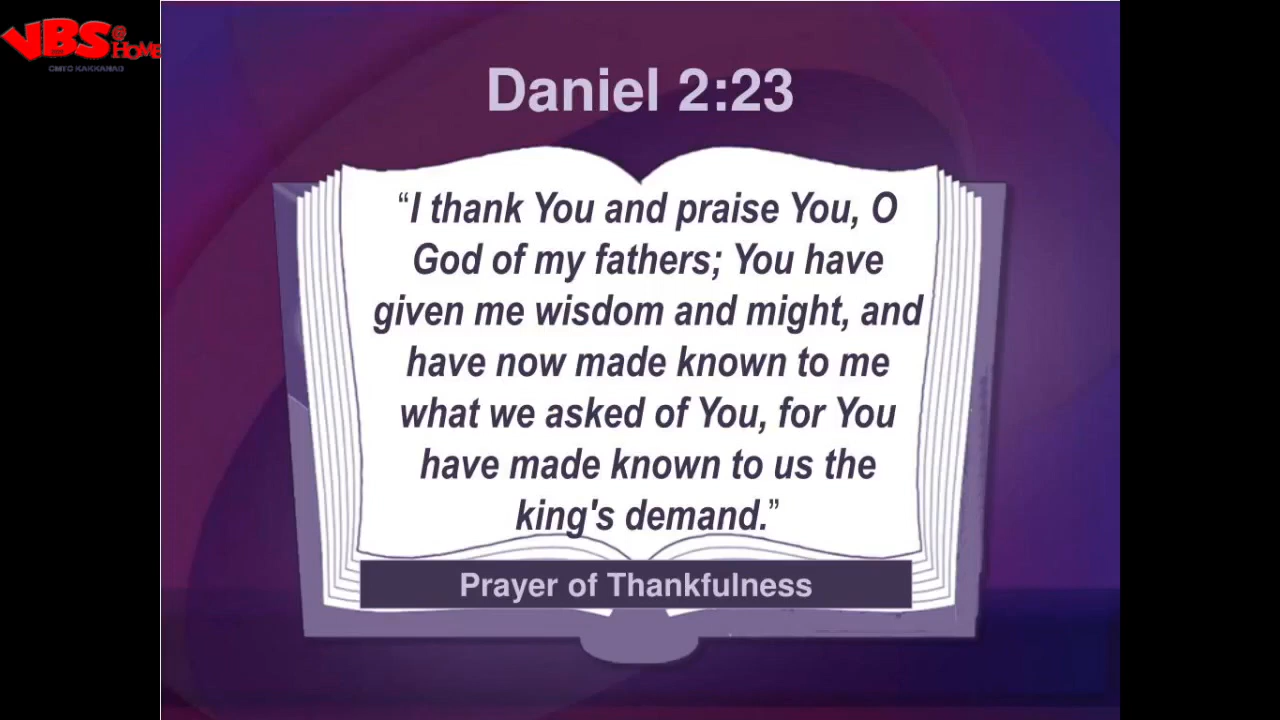 VBS@HOME
Daniel 2:23
“I thank You and praise You, O
God of my fathers; You have
given me wisdom and might, and
have now made known to me
what we asked of You, for You
have made known to us the
king's demand.”
Prayer of Thankfulness